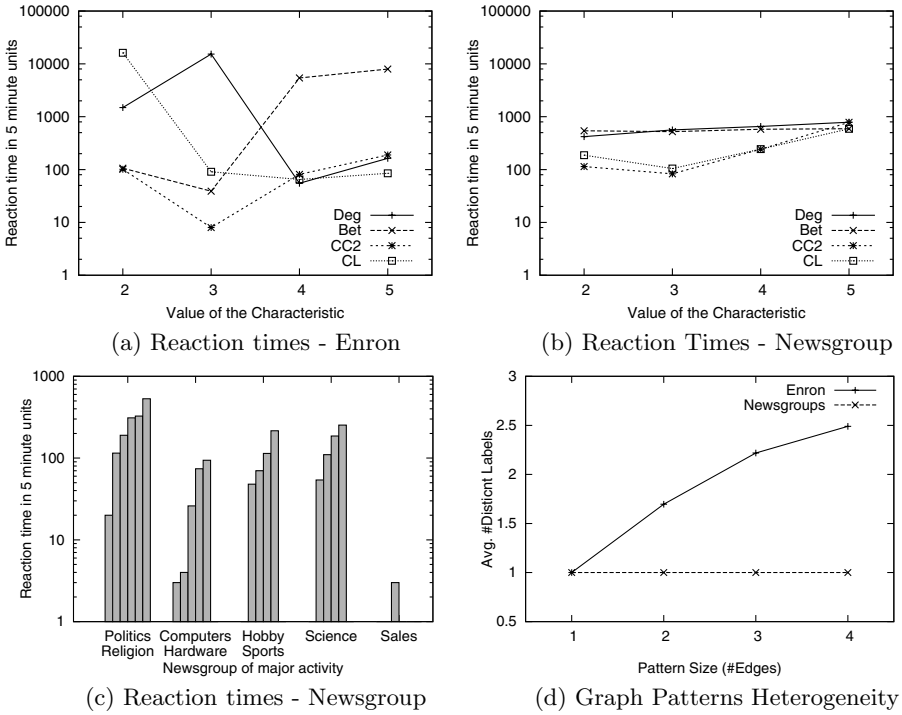 100000
10000
1000
100
10
1
Reaction time in 5 minute units
Deg
Bet
CC2
CL
2 3 4 5
Value of the Characteristic
(a) Reaction times - Enron
100000
10000
1000
100
10
1
Reaction time in 5 minute units
Deg
Bet
CC2
CL
2 3 4 5
Value of the Characteristic
(b) Reaction Times - Newsgroup
1000
100
10
1
Reaction time in 5 minute units
Politics Computers Hobby Science Sales
Religion Hardware Sports
Newsgroup of major activity
(c) Reaction times - Newsgroup
3
2.5
2
1.5
1
0.5
Avg. #Disticnt Labels
Enron
Newsgroups
1 2 3 4
Pattern Size (#Edges)
(d) Graph Patterns Heterogeneity